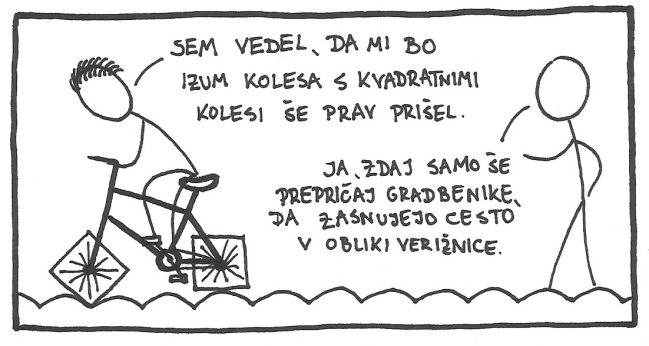 SEM VEDEL, DA MI BO
IZUM KOLESA S KVADRATNIMI
KOLESI ŠE PRAV PRIŠEL.
JA, ZDAJ SAMO ŠE
PREPRIČAJ GRADBENIKE,
DA ZASNUJEJO CESTO
V OBLIKI VERIŽNICE.